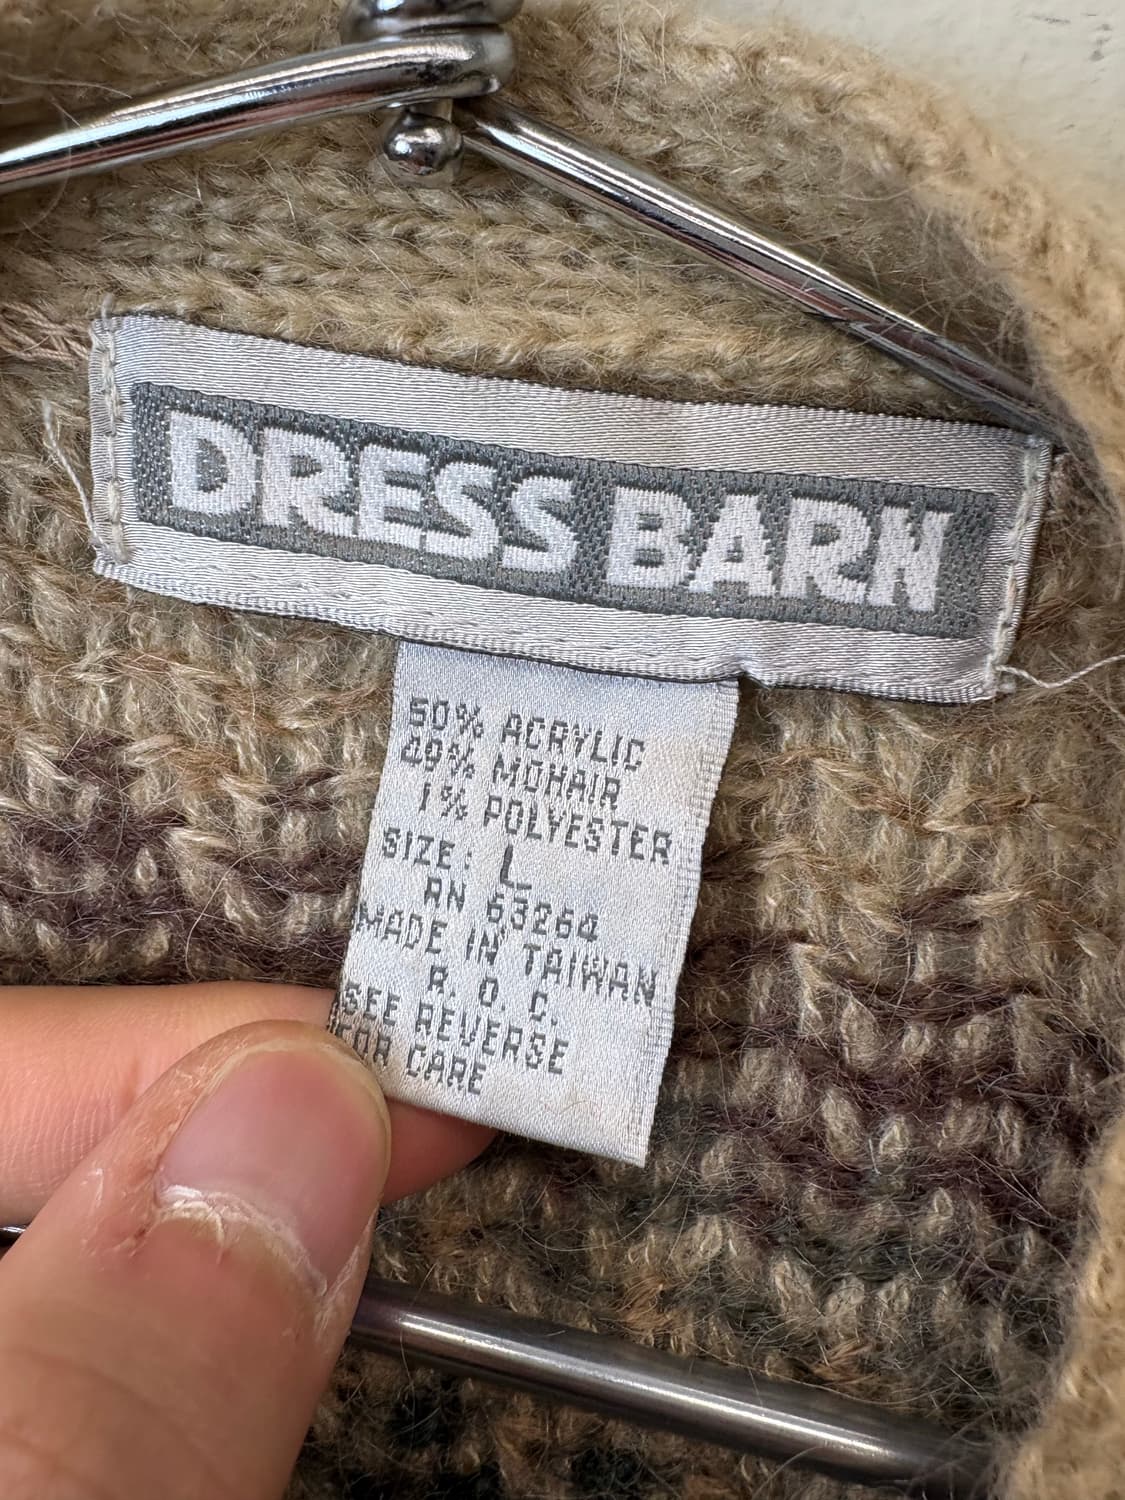 DRESS BARN
50% ACRYLIC
49% MOHAIR
1% POLYESTER
SIZE: L
RN 63264
MADE IN TAIWAN
R. O. C.
SEE REVERSE
FOR CARE